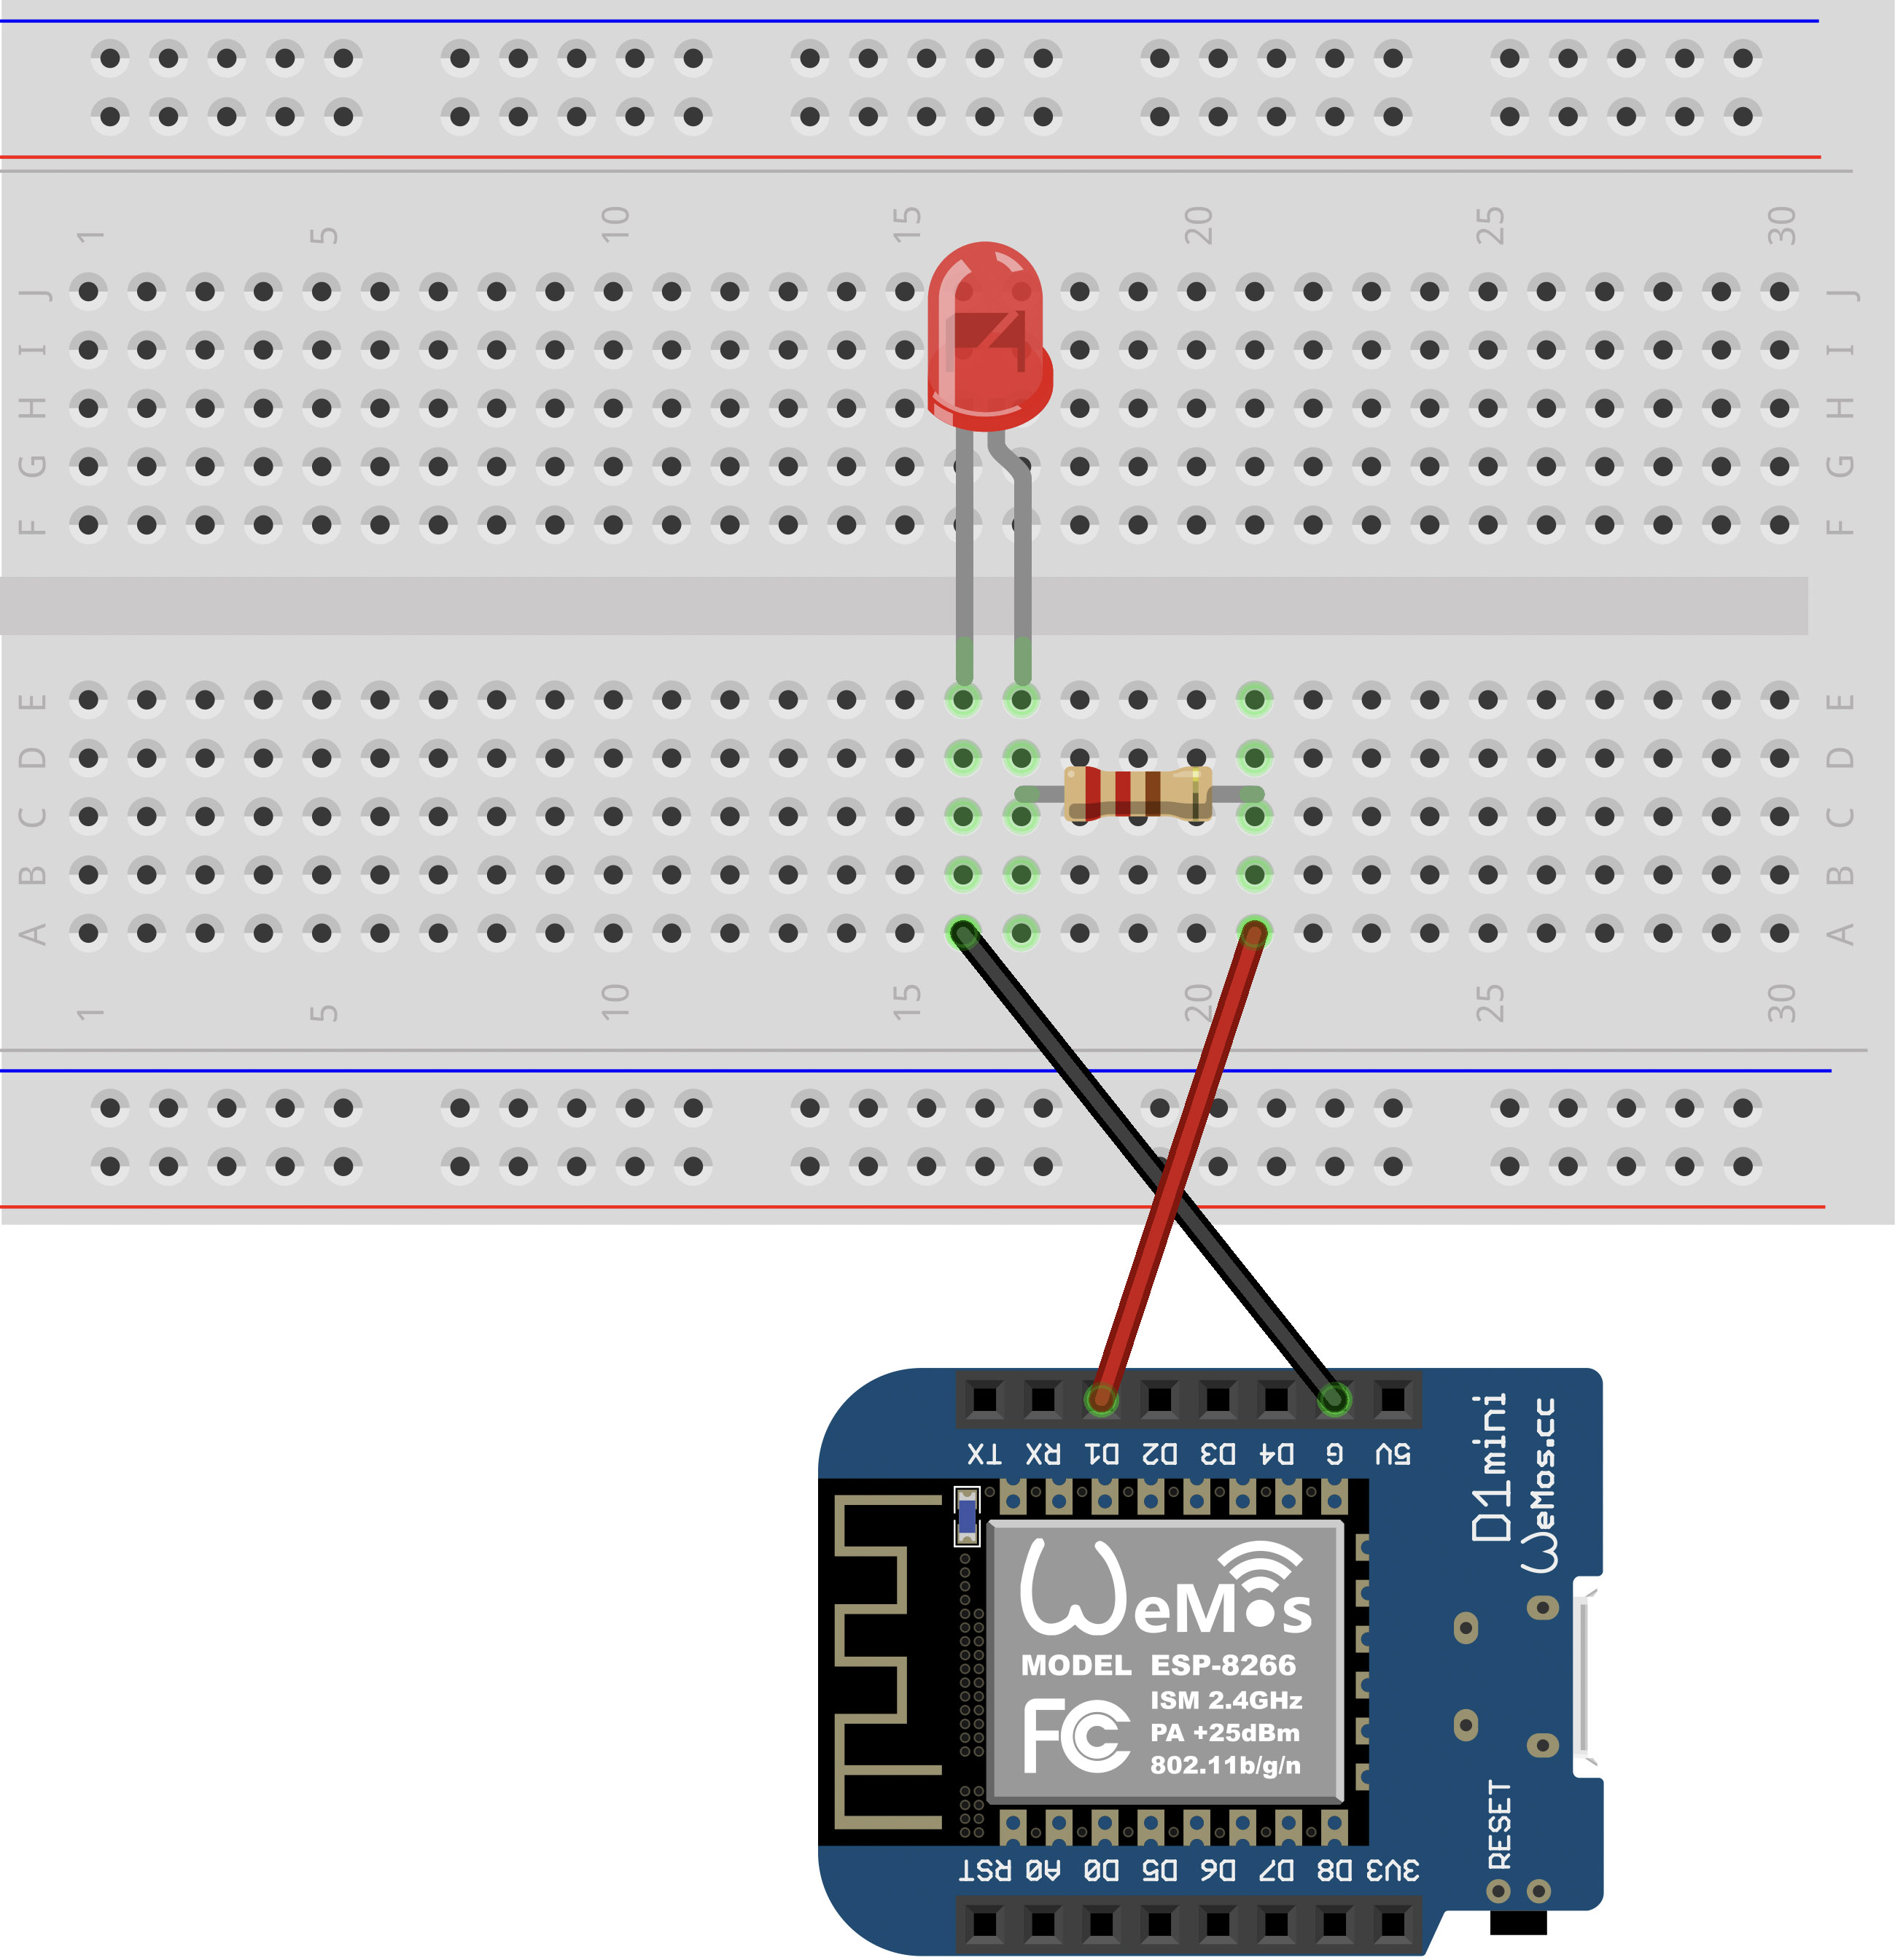 1 5 10 15 20 25 30
J J
I I
H H
G G
F F
E E
D D
C C
B B
A A
1 5 10 15 20 25 30
TX RX D1 D2 D3 D4 G 5V
D1 mini
WeMos.cc
WeMos
MODEL ESP-8266
ISM 2.4GHz
PA +25dBm
802.11b/g/n
FC
RESET
RST A0 D0 D5 D6 D7 D8 3V3